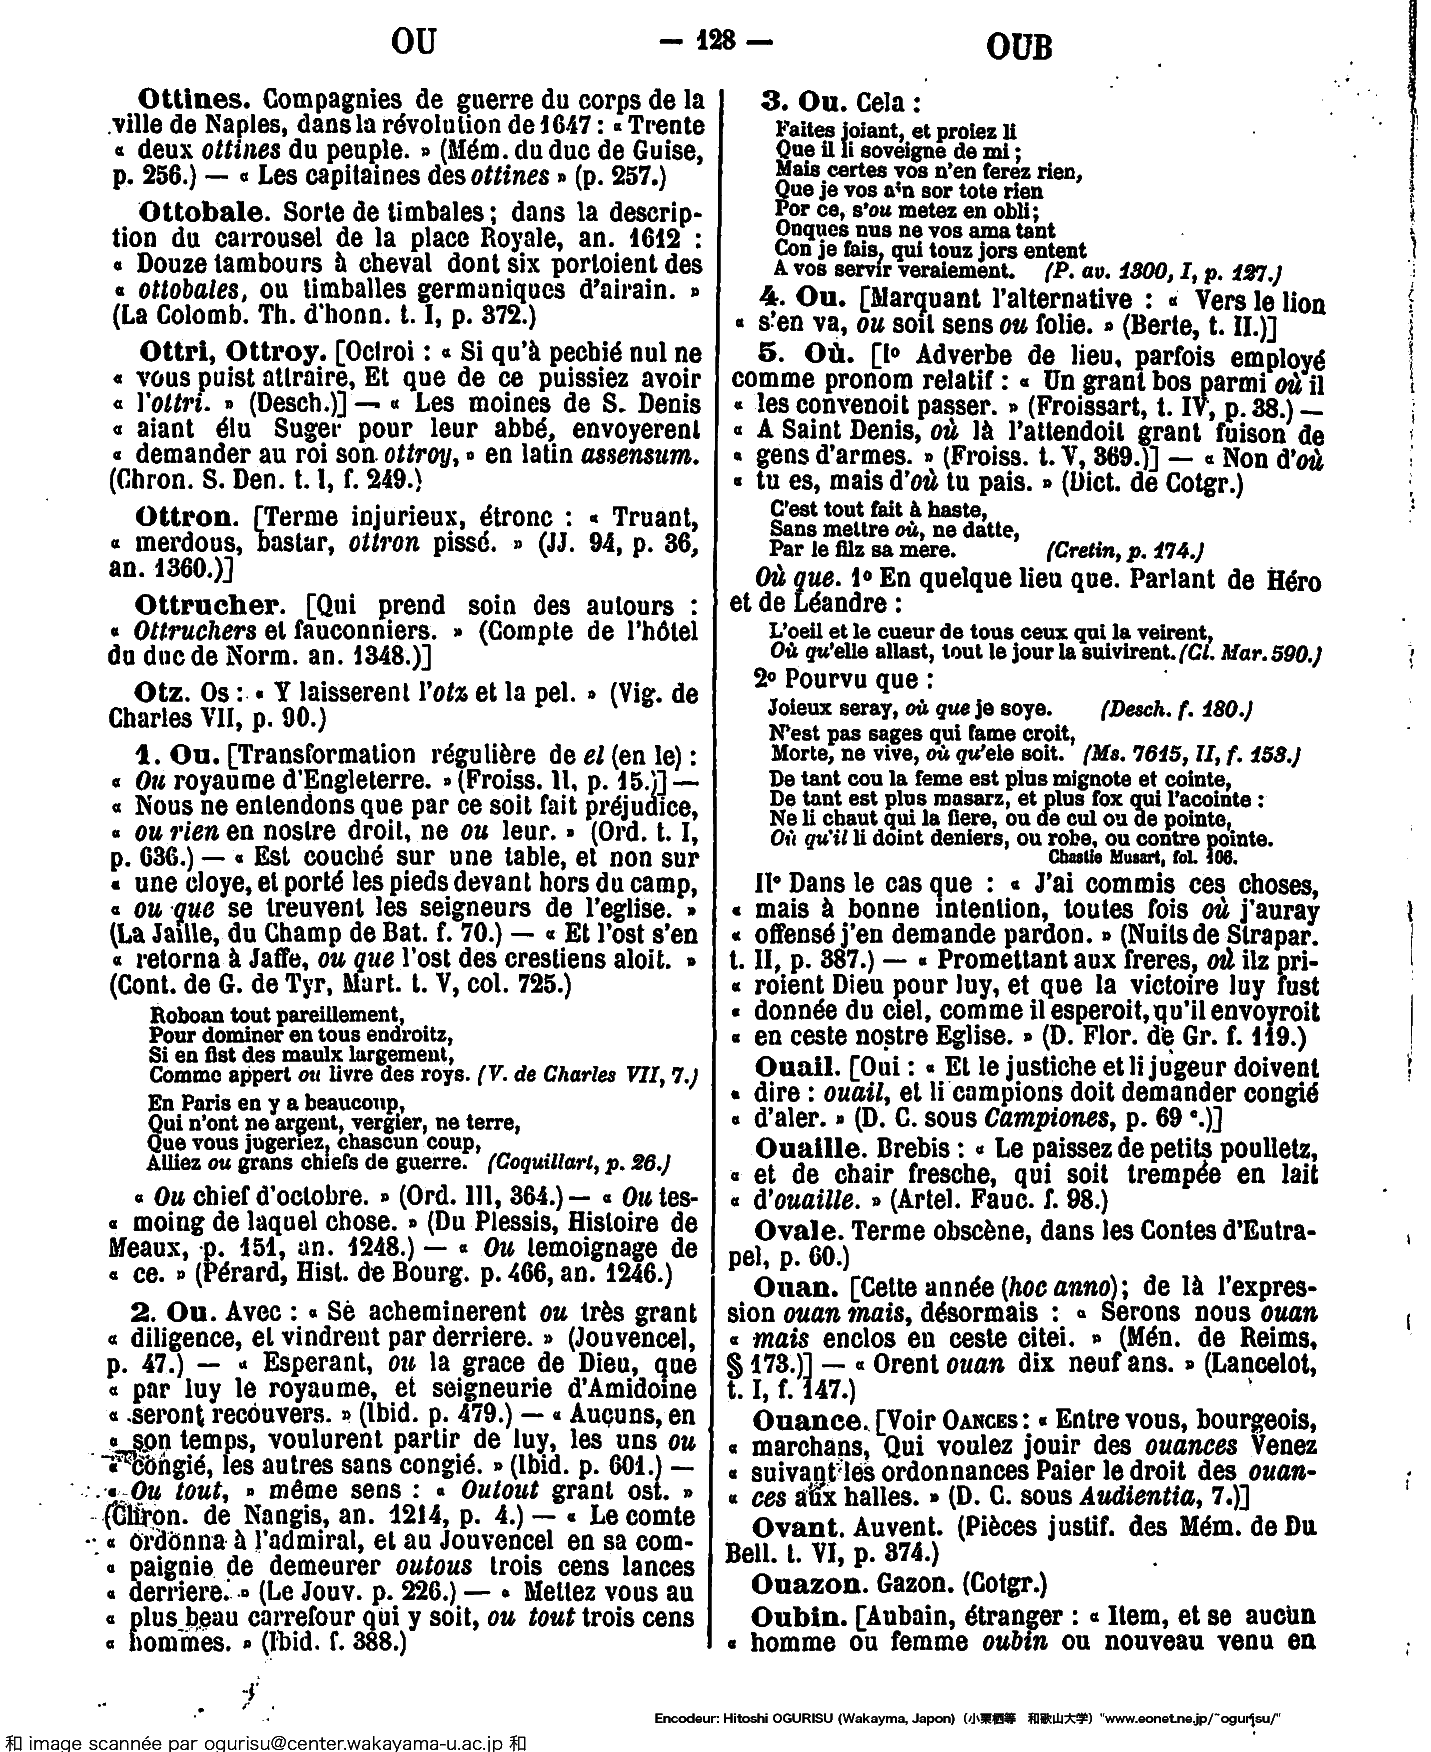 OU
— 128 —
OUB
Ottines. Compagnies de guerre du corps de la
ville de Naples, dans la révolution de 1647 : « Trente
« deux ottines du peuple. » (Mém. du duc de Guise,
p. 256.) — « Les capitaines des ottines » (p. 257.)
Ottobale. Sorte de timbales ; dans la descrip-
tion du carrousel de la place Royale, an. 1612 :
« Douze tambours à cheval dont six portoient des
« ottobales, ou timballes germaniques d'airain. »
(La Colomb. Th. d'honn. t. I, p. 372.)
Ottri, Ottroy. [Octroi : « Si qu'à pechié nul ne
« vous puist attraire, Et que de ce puissiez avoir
« l'ottri. » (Desch.)] — « Les moines de S. Denis
« aiant élu Suger pour leur abbé, envoyerent
« demander au roi son ottroy, » en latin assensum.
(Chron. S. Den. t. I, f. 249.)
Ottron. [Terme injurieux, étronc : « Truant,
« merdous, bastar, ottron pissé. » (JJ. 94, p. 36,
an. 1360.)]
Ottrucher. [Qui prend soin des autours :
« Ottruchers et fauconniers. » (Compte de l'hôtel
du duc de Norm. an. 1348.)]
Otz. Os : « Y laisserent l'otz et la pel. » (Vig. de
Charles VII, p. 90.)
1. Ou. [Transformation régulière de el (en le) :
« Ou royaume d'Engleterre. » (Froiss. II, p. 15.)] —
« Nous ne entendons que par ce soit fait préjudice,
« ou rien en nostre droit, ne ou leur. » (Ord. t. I,
p. 636.) — « Est couché sur une table, et non sur
« une cloye, et porté les pieds devant hors du camp,
« ou que se treuvent les seigneurs de l'eglise. »
(La Jaille, du Champ de Bat. f. 70.) — « Et l'ost s'en
« retorna à Jaffe, ou que l'ost des crestiens aloit. »
(Cont. de G. de Tyr, Mart. t. V, col. 725.)
Roboan tout pareillement,
Pour dominer en tous endroitz,
Si en fist des maulx largement,
Comme appert ou livre des roys. (V. de Charles VII, 7.)
En Paris en y a beaucoup,
Qui n'ont ne argent, vergier, ne terre,
Que vous jugeriez, chascun coup,
Alliez ou grans chiefs de guerre. (Coquillart, p. 26.)
« Ou chief d'octobre. » (Ord. III, 364.) — « Ou tes-
« moing de laquel chose. » (Du Plessis, Histoire de
Meaux, p. 151, an. 1248.) — « Ou temoignage de
« ce. » (Pérard, Hist. de Bourg. p. 466, an. 1246.)
2. Ou. Avec : « Se acheminerent ou très grant
« diligence, et vindrent par derriere. » (Jouvencel,
p. 47.) — « Esperant, ou la grace de Dieu, que
« par luy le royaume, et seigneurie d'Amidoine
« seront recouvers. » (Ibid. p. 479.) — « Aucuns, en
« son temps, voulurent partir de luy, les uns ou
« congié, les autres sans congié. » (Ibid. p. 601.) —
« Ou tout, » même sens : « Outout grant ost. »
(Chron. de Nangis, an. 1214, p. 4.) — « Le comte
« ordonna à l'admiral, et au Jouvencel en sa com-
« paignie de demeurer outous trois cens lances
« derriere. » (Le Jouv. p. 226.) — « Mettez vous au
« plus beau carrefour qui y soit, ou tout trois cens
« hommes. » (Ibid. f. 388.)
3. Ou. Cela :
Faites joiant, et proiez li
Que il li soveigne de mi ;
Mais certes vos n'en ferez rien,
Que je vos ain sor tote rien
Por ce, s'ou metez en obli ;
Onques nus ne vos ama tant
Con je fais, qui touz jors entent
A vos servir veraiement. (P. av. 1300, I, p. 127.)
4. Ou. [Marquant l'alternative : « Vers le lion
« s'en va, ou soit sens ou folie. » (Berte, t. II.)]
5. Où. [I° Adverbe de lieu, parfois employé
comme pronom relatif : « Un grant bos parmi où il
« les convenoit passer. » (Froissart, t. IV, p. 38.) —
« A Saint Denis, où là l'attendoit grant fuison de
« gens d'armes. » (Froiss. t. V, 369.)] — « Non d'où
« tu es, mais d'où tu pais. » (Dict. de Cotgr.)
C'est tout fait à haste,
Sans mettre où, ne datte,
Par le filz sa mere. (Cretin, p. 174.)
Où que. 1° En quelque lieu que. Parlant de Héro
et de Léandre :
L'oeil et le cueur de tous ceux qui la veirent,
Où qu'elle allast, tout le jour la suivirent. (Cl. Mar. 590.)
2° Pourvu que :
Joieux seray, où que je soye. (Desch. f. 180.)
N'est pas sages qui fame croit,
Morte, ne vive, où qu'ele soit. (Ms. 7615, II, f. 153.)
De tant cou la feme est plus mignote et cointe,
De tant est plus masarz, et plus fox qui l'acointe :
Ne li chaut qui la fiere, ou de cul ou de pointe,
Où qu'il li doint deniers, ou robe, ou contre pointe.
Chastie Musart, fol. 106.
II° Dans le cas que : « J'ai commis ces choses,
« mais à bonne intention, toutes fois où j'auray
« offensé j'en demande pardon. » (Nuits de Strapar.
t. II, p. 387.) — « Promettant aux freres, où ilz pri-
« roient Dieu pour luy, et que la victoire luy fust
« donnée du ciel, comme il esperoit, qu'il envoyroit
« en ceste nostre Eglise. » (D. Flor. de Gr. f. 119.)
Ouail. [Oui : « Et le justiche et li jugeur doivent
« dire : ouail, et li campions doit demander congié
« d'aler. » (D. C. sous Campiones, p. 69 c.)]
Ouaille. Brebis : « Le paissez de petits poulletz,
« et de chair fresche, qui soit trempée en lait
« d'ouaille. » (Artel. Fauc. f. 98.)
Ovale. Terme obscène, dans les Contes d'Eutra-
pel, p. 60.)
Ouan. [Cette année (hoc anno) ; de là l'expres-
sion ouan mais, désormais : « Serons nous ouan
« mais enclos en ceste citei. » (Mén. de Reims,
§ 173.)] — « Orent ouan dix neuf ans. » (Lancelot,
t. I, f. 147.)
Ouance. [Voir OANCES : « Entre vous, bourgeois,
« marchans, Qui voulez jouir des ouances Venez
« suivant les ordonnances Paier le droit des ouan-
« ces aux halles. » (D. C. sous Audientia, 7.)]
Ovant. Auvent. (Pièces justif. des Mém. de Du
Bell. t. VI, p. 374.)
Ouazon. Gazon. (Cotgr.)
Oubin. [Aubain, étranger : « Item, et se aucun
« homme ou femme oubin ou nouveau venu en
Encodeur: Hitoshi OGURISU (Wakayma, Japon) (小栗栖等 和歌山大学) "www.eonet.ne.jp/~ogurisu/"
和 image scannée par ogurisu@center.wakayama-u.ac.jp 和